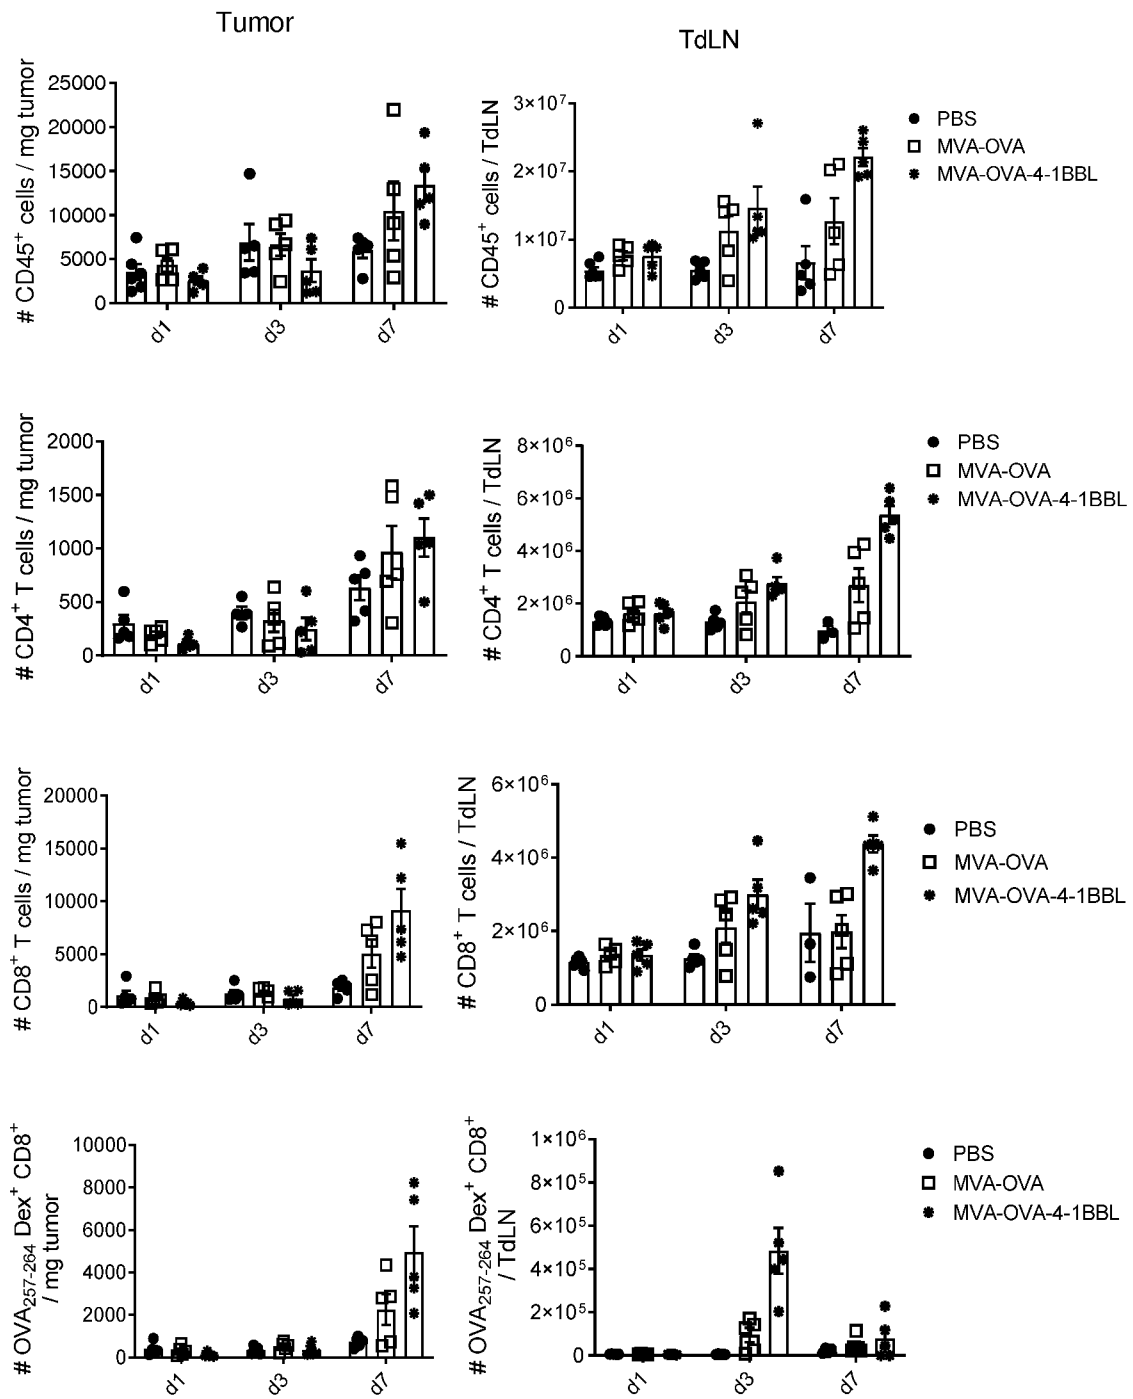 Tumor
TdLN
# CD45⁺ cells / mg tumor
25000
20000
15000
10000
5000
0
d1
d3
d7
# CD45⁺ cells / TdLN
3×10⁷
2×10⁷
1×10⁷
0
d1
d3
d7
PBS
MVA-OVA
MVA-OVA-4-1BBL
# CD4⁺ T cells / mg tumor
2000
1500
1000
500
0
d1
d3
d7
# CD4⁺ T cells / TdLN
8×10⁶
6×10⁶
4×10⁶
2×10⁶
0
d1
d3
d7
PBS
MVA-OVA
MVA-OVA-4-1BBL
# CD8⁺ T cells / mg tumor
20000
15000
10000
5000
0
d1
d3
d7
# CD8⁺ T cells / TdLN
6×10⁶
4×10⁶
2×10⁶
0
d1
d3
d7
PBS
MVA-OVA
MVA-OVA-4-1BBL
# OVA₂₅₇₋₂₆₄ Dex⁺ CD8⁺
/ mg tumor
10000
8000
6000
4000
2000
0
d1
d3
d7
# OVA₂₅₇₋₂₆₄ Dex⁺ CD8⁺
/ TdLN
1×10⁶
8×10⁵
6×10⁵
4×10⁵
2×10⁵
0
d1
d3
d7
PBS
MVA-OVA
MVA-OVA-4-1BBL